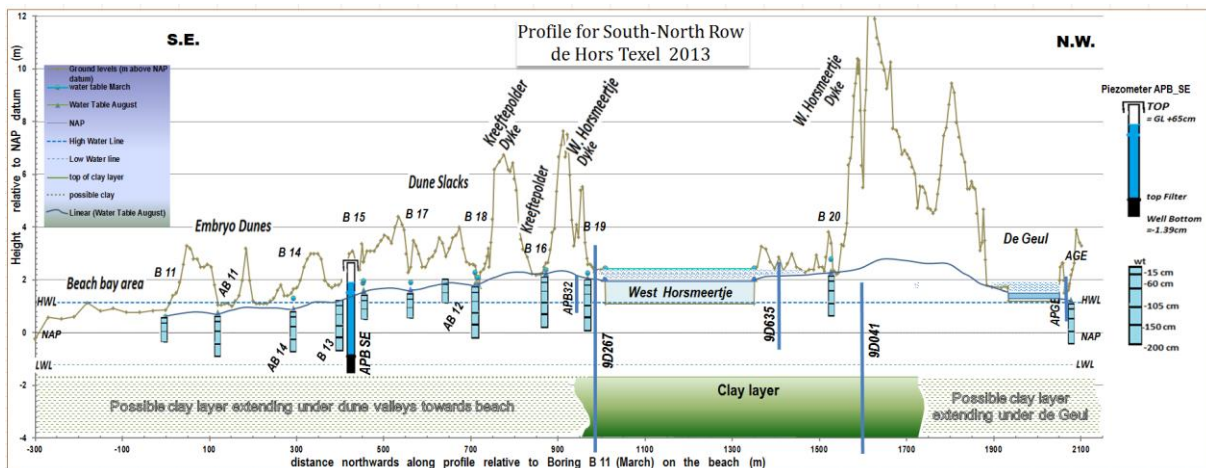 Profile for South-North Row
de Hors Texel 2013
S.E.
N.W.
Height relative to NAP datum (m)
12
10
8
6
4
2
0
-2
-4
Ground levels (in above NAP
datum)
water table March
Water Table August
NAP
High Water Line
Low Water line
top of clay layer
possible clay
Linear (Water Table August)
Beach bay area
Embryo Dunes
Dune Slacks
Kreeftepolder
Dyke
Kreeftepolder
W. Horsmeertje
Dyke
W. Horsmeertje
Dyke
De Geul
B 11
AB 11
B 14
AB 14
B 13
B 15
APB SE
B 17
AB 12
B 18
B 16
APB32
B 19
9D267
West Horsmeertje
9D635
B 20
9D041
APGE
AGE
HWL
NAP
LWL
HWL
NAP
LWL
Piezometer APB_SE
TOP
= GL +65cm
top Filter
Well Bottom
=-1.39cm
wt
-15 cm
-60 cm
-105 cm
-150 cm
-200 cm
Possible clay layer extending under dune valleys towards beach
Clay layer
Possible clay layer
extending under de Geul
-300
-100
100
300
500
700
900
1100
1300
1500
1700
1900
2100
distance northwards along profile relative to Boring B 11 (March) on the beach (m)